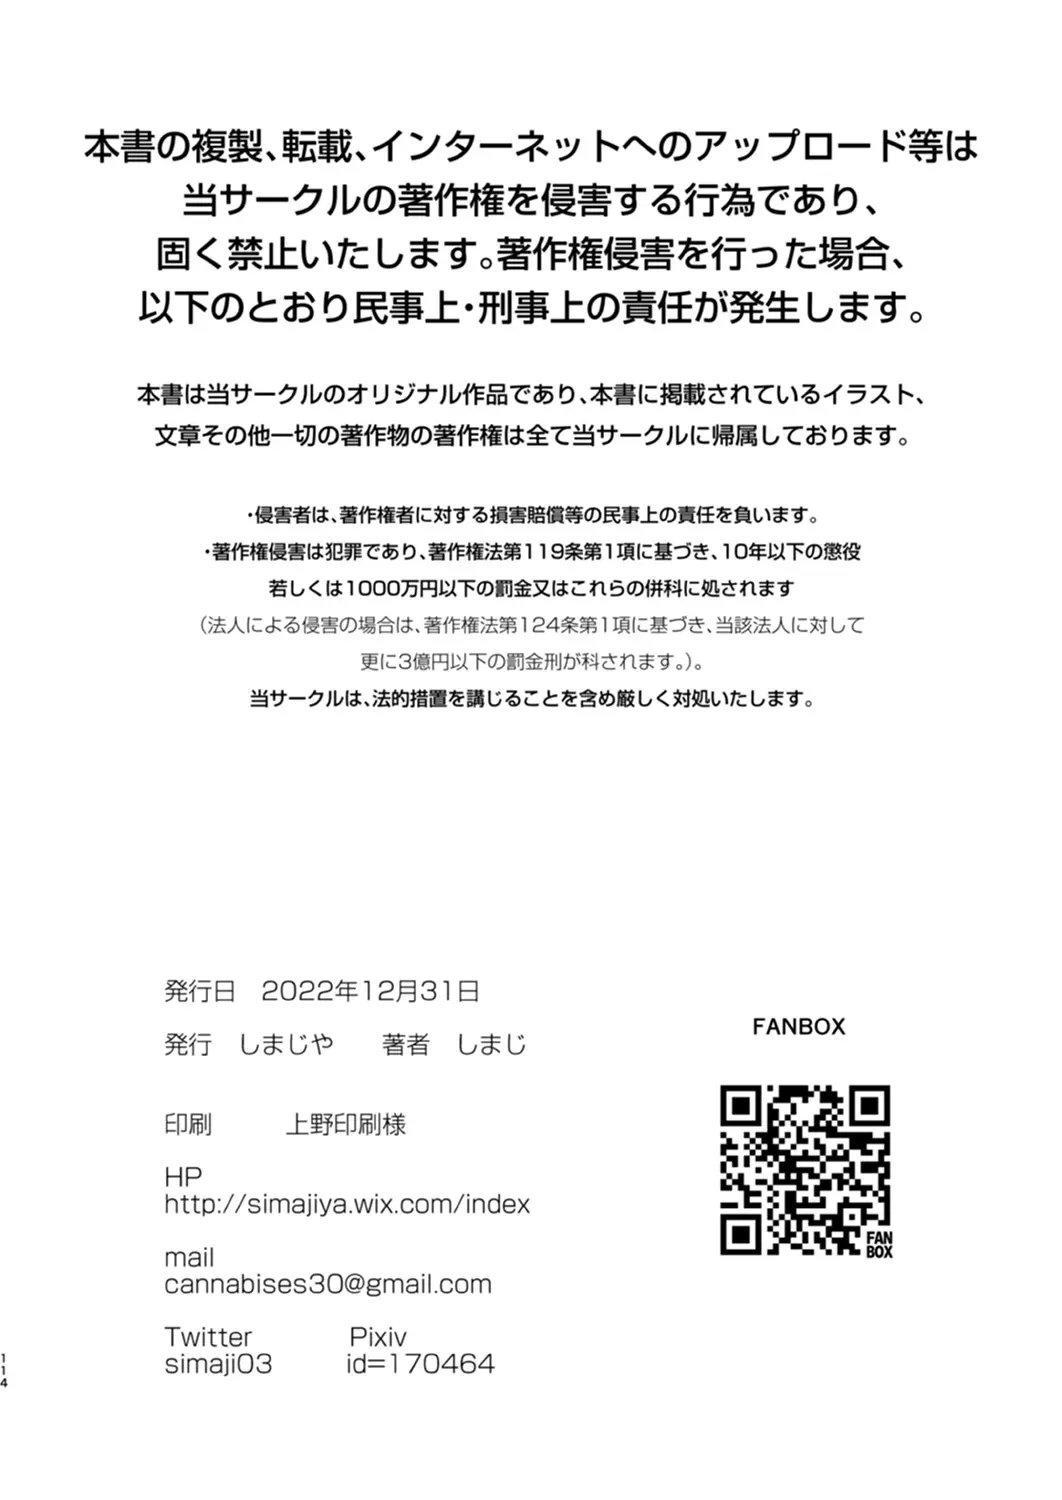 本書の複製、転載、インターネットへのアップロード等は
当サークルの著作権を侵害する行為であり、
固く禁止いたします。著作権侵害を行った場合、
以下のとおり民事上・刑事上の責任が発生します。
本書は当サークルのオリジナル作品であり、本書に掲載されているイラスト、
文章その他一切の著作物の著作権は全て当サークルに帰属しております。
・侵害者は、著作権者に対する損害賠償等の民事上の責任を負います。
・著作権侵害は犯罪であり、著作権法第119条第1項に基づき、10年以下の懲役
若しくは1000万円以下の罰金又はこれらの併科に処されます
（法人による侵害の場合は、著作権法第124条第1項に基づき、当該法人に対して
更に3億円以下の罰金刑が科されます。）。
当サークルは、法的措置を講じることを含め厳しく対処いたします。
発行日　2022年12月31日
発行　しまじや　　著者　しまじ
印刷　　　上野印刷様
HP
http://simajiya.wix.com/index
mail
cannabises30@gmail.com
Twitter　　　　Pixiv
simaji03　　　id=170464
FANBOX
FAN
BOX
114